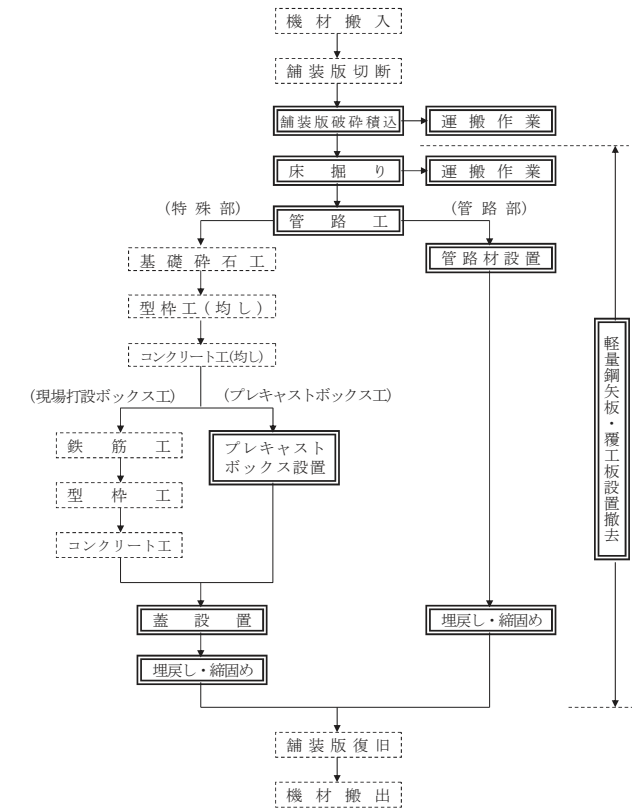 機材搬入
舗装版切断
舗装版破砕積込
運搬作業
床掘り
運搬作業
(特殊部)
(管路部)
管路工
基礎砕石工
管路材設置
型枠工(均し)
コンクリート工(均し)
(現場打設ボックス工)
(プレキャストボックス工)
鉄筋工
プレキャスト
ボックス設置
型枠工
コンクリート工
軽量鋼矢板・覆工板設置撤去
蓋設置
埋戻し・締固め
埋戻し・締固め
舗装版復旧
機材搬出